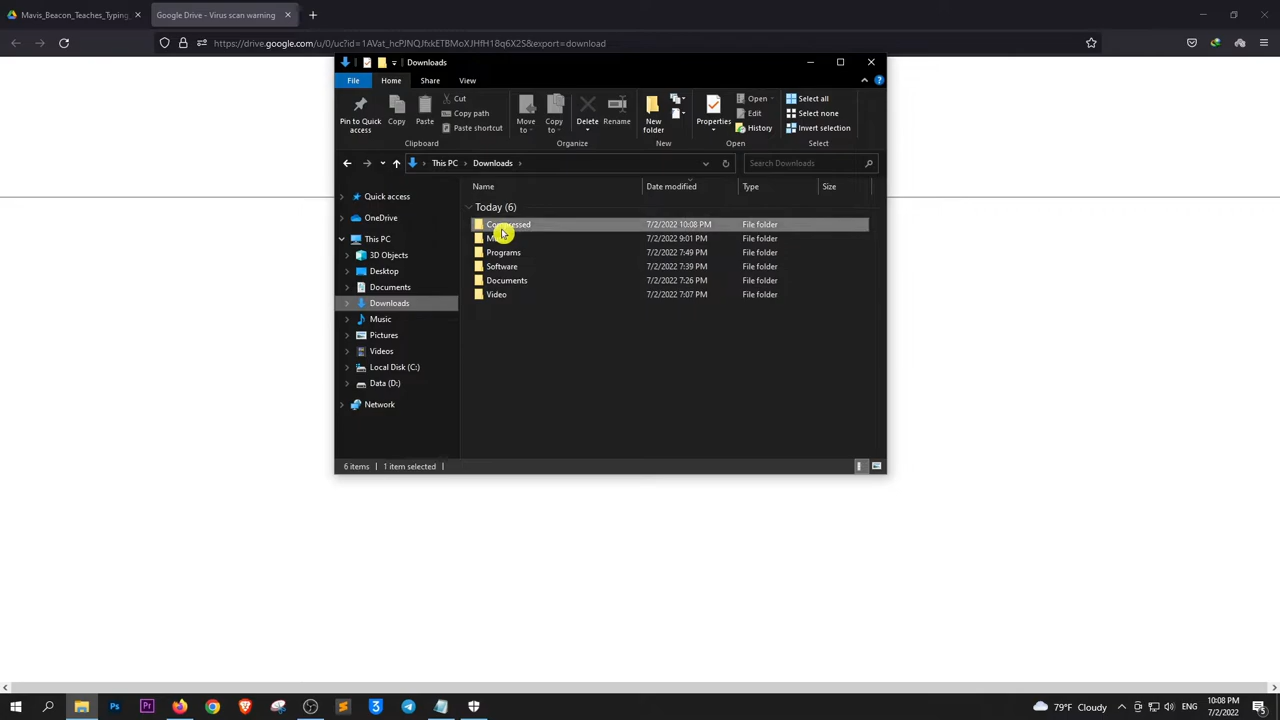 Mavis_Beacon_Teaches_Typing_
Google Drive - Virus scan warning
https://drive.google.com/u/0/uc?id=1AVat_hcPJNQJfxkETBMoXJHfH18q6X2S&export=download
Downloads
File
Home
Share
View
Pin to Quick access
Copy
Paste
Cut
Copy path
Paste shortcut
Clipboard
Move to
Copy to
Delete
Rename
Organize
New folder
New
Properties
Open
Edit
History
Open
Select all
Select none
Invert selection
Select
This PC
Downloads
Search Downloads
Name
Date modified
Type
Size
Today (6)
Compressed 7/2/2022 10:08 PM File folder
7/2/2022 9:01 PM File folder
Programs 7/2/2022 7:49 PM File folder
Software 7/2/2022 7:39 PM File folder
Documents 7/2/2022 7:26 PM File folder
Video 7/2/2022 7:07 PM File folder
Quick access
OneDrive
This PC
3D Objects
Desktop
Documents
Downloads
Music
Pictures
Videos
Local Disk (C:)
Data (D:)
Network
6 items
1 item selected
79°F Cloudy
10:08 PM
7/2/2022